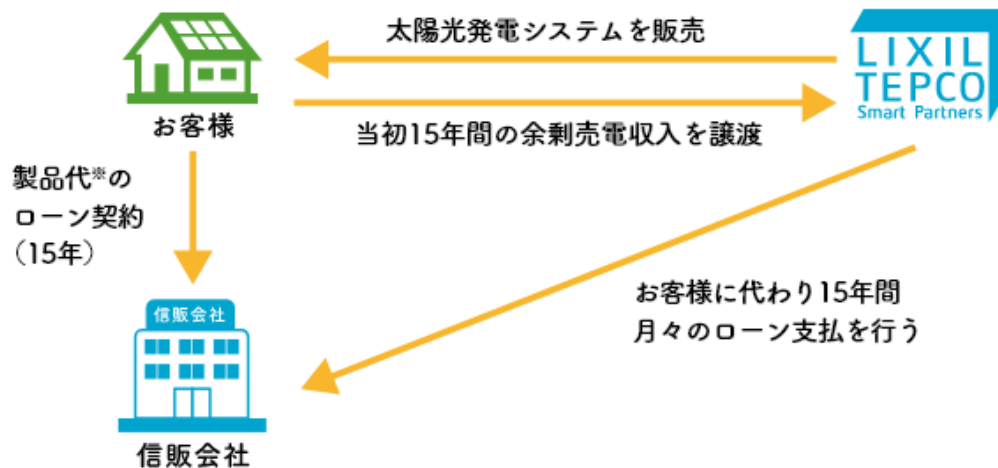 太陽光発電システムを販売
LIXIL
TEPCO
Smart Partners
お客様
当初15年間の余剰売電収入を譲渡
製品代※の
ローン契約
（15年）
お客様に代わり15年間
月々のローン支払を行う
信販会社
信販会社